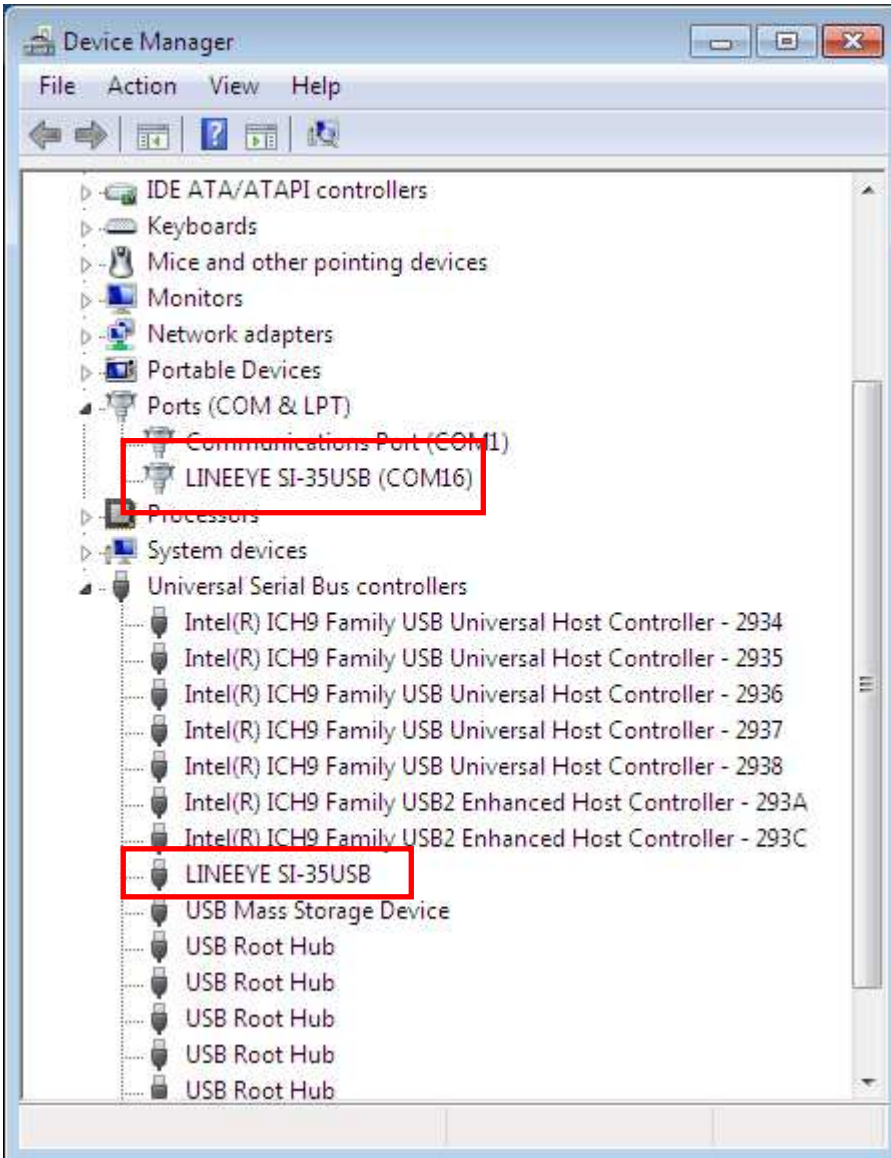 Device Manager
File Action View Help
IDE ATA/ATAPI controllers
Keyboards
Mice and other pointing devices
Monitors
Network adapters
Portable Devices
Ports (COM & LPT)
Communications Port (COM1)
LINEEYE SI-35USB (COM16)
Processors
System devices
Universal Serial Bus controllers
Intel(R) ICH9 Family USB Universal Host Controller - 2934
Intel(R) ICH9 Family USB Universal Host Controller - 2935
Intel(R) ICH9 Family USB Universal Host Controller - 2936
Intel(R) ICH9 Family USB Universal Host Controller - 2937
Intel(R) ICH9 Family USB Universal Host Controller - 2938
Intel(R) ICH9 Family USB2 Enhanced Host Controller - 293A
Intel(R) ICH9 Family USB2 Enhanced Host Controller - 293C
LINEEYE SI-35USB
USB Mass Storage Device
USB Root Hub
USB Root Hub
USB Root Hub
USB Root Hub
USB Root Hub